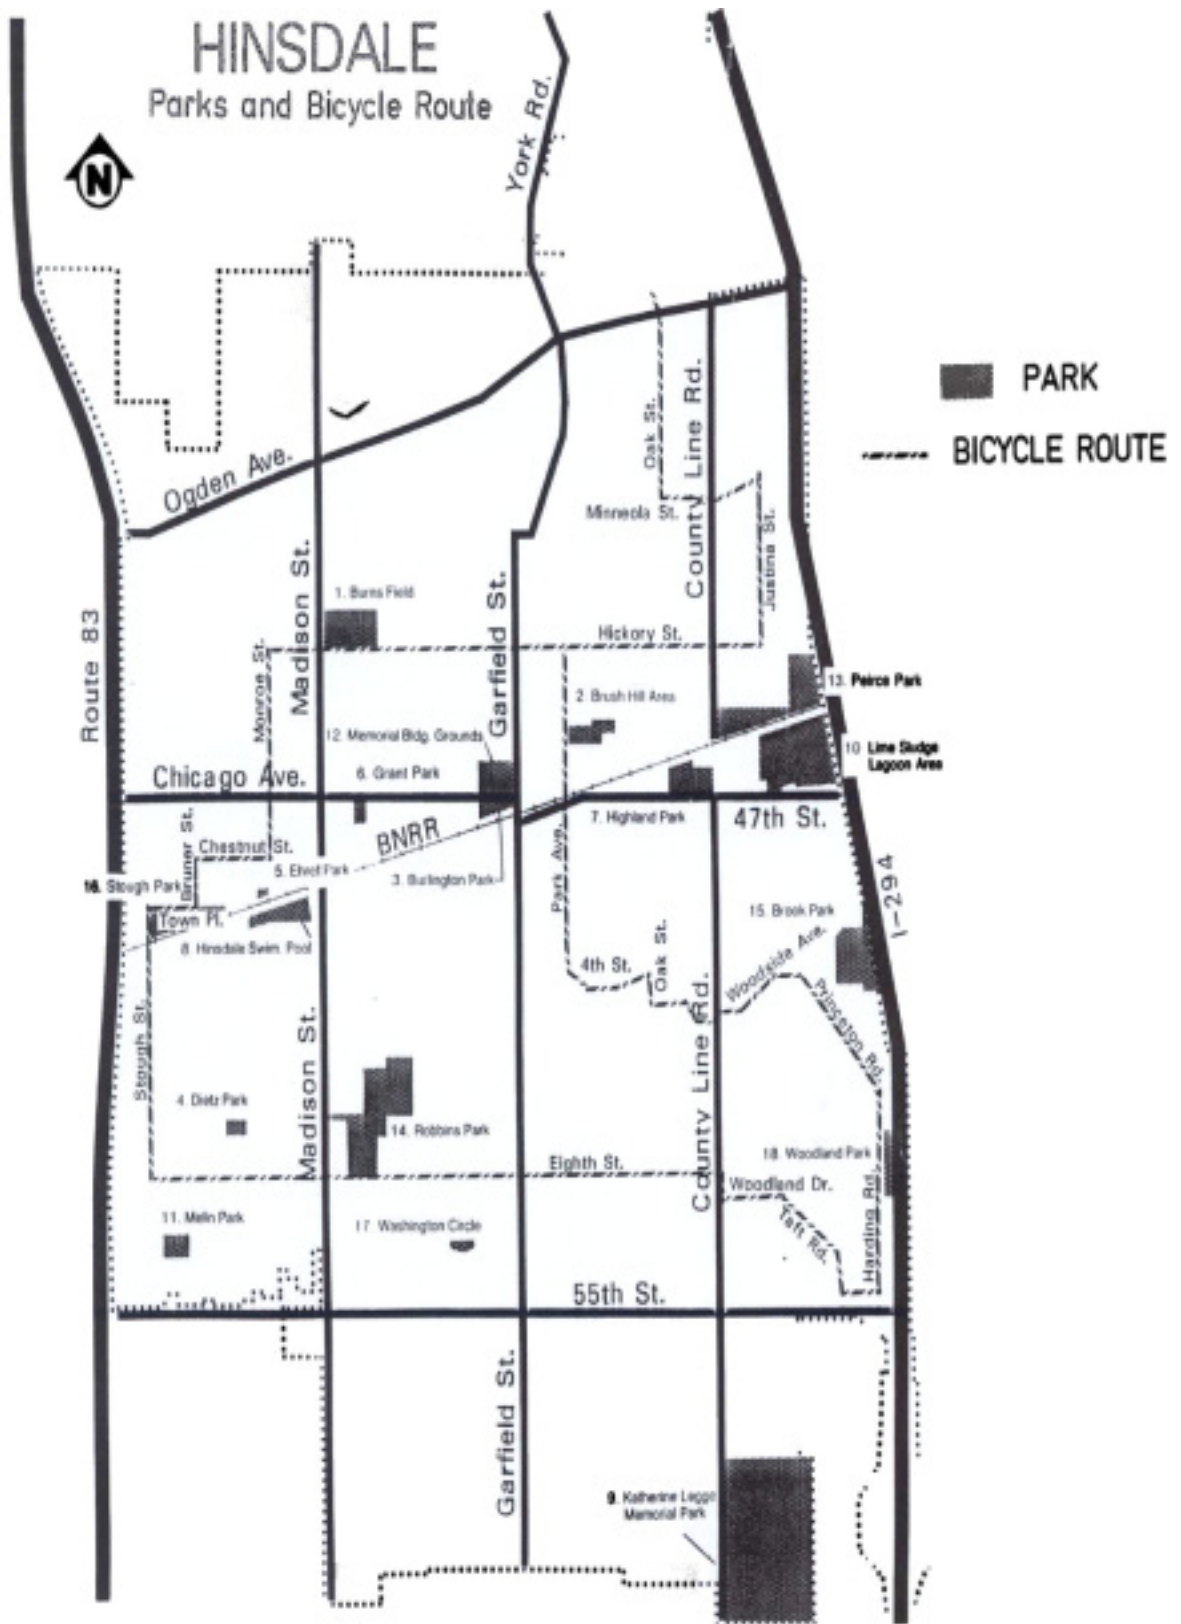 HINSDALE
Parks and Bicycle Route
N
York Rd.
PARK
BICYCLE ROUTE
Ogden Ave.
Oak St.
County Line Rd.
Minneola St.
Justina St.
Route 83
Madison St.
Garfield St.
1. Burns Field
Hickory St.
Monroe St.
2 Brush Hill Area
13. Peirce Park
12. Memorial Bldg. Grounds
10 Lime Sludge
Lagoon Area
Chicago Ave.
6. Grant Park
7. Highland Park
47th St.
BNRR
Bruner St.
Chestnut St.
5. Park
3. Burlington Park
Park Ave.
I-294
16. Stough Park
Town Pl.
8. Hinsdale Swim. Pool
15. Brook Park
4th St.
Oak St.
Woodside Ave.
Princeton Rd.
Stough St.
Madison St.
County Line Rd.
4. Dietz Park
14. Robbins Park
18. Woodland Park
Eighth St.
Woodland Dr.
Harding Rd.
Taft Rd.
11. Melin Park
17. Washington Circle
55th St.
Garfield St.
9. Katherine Legge
Memorial Park